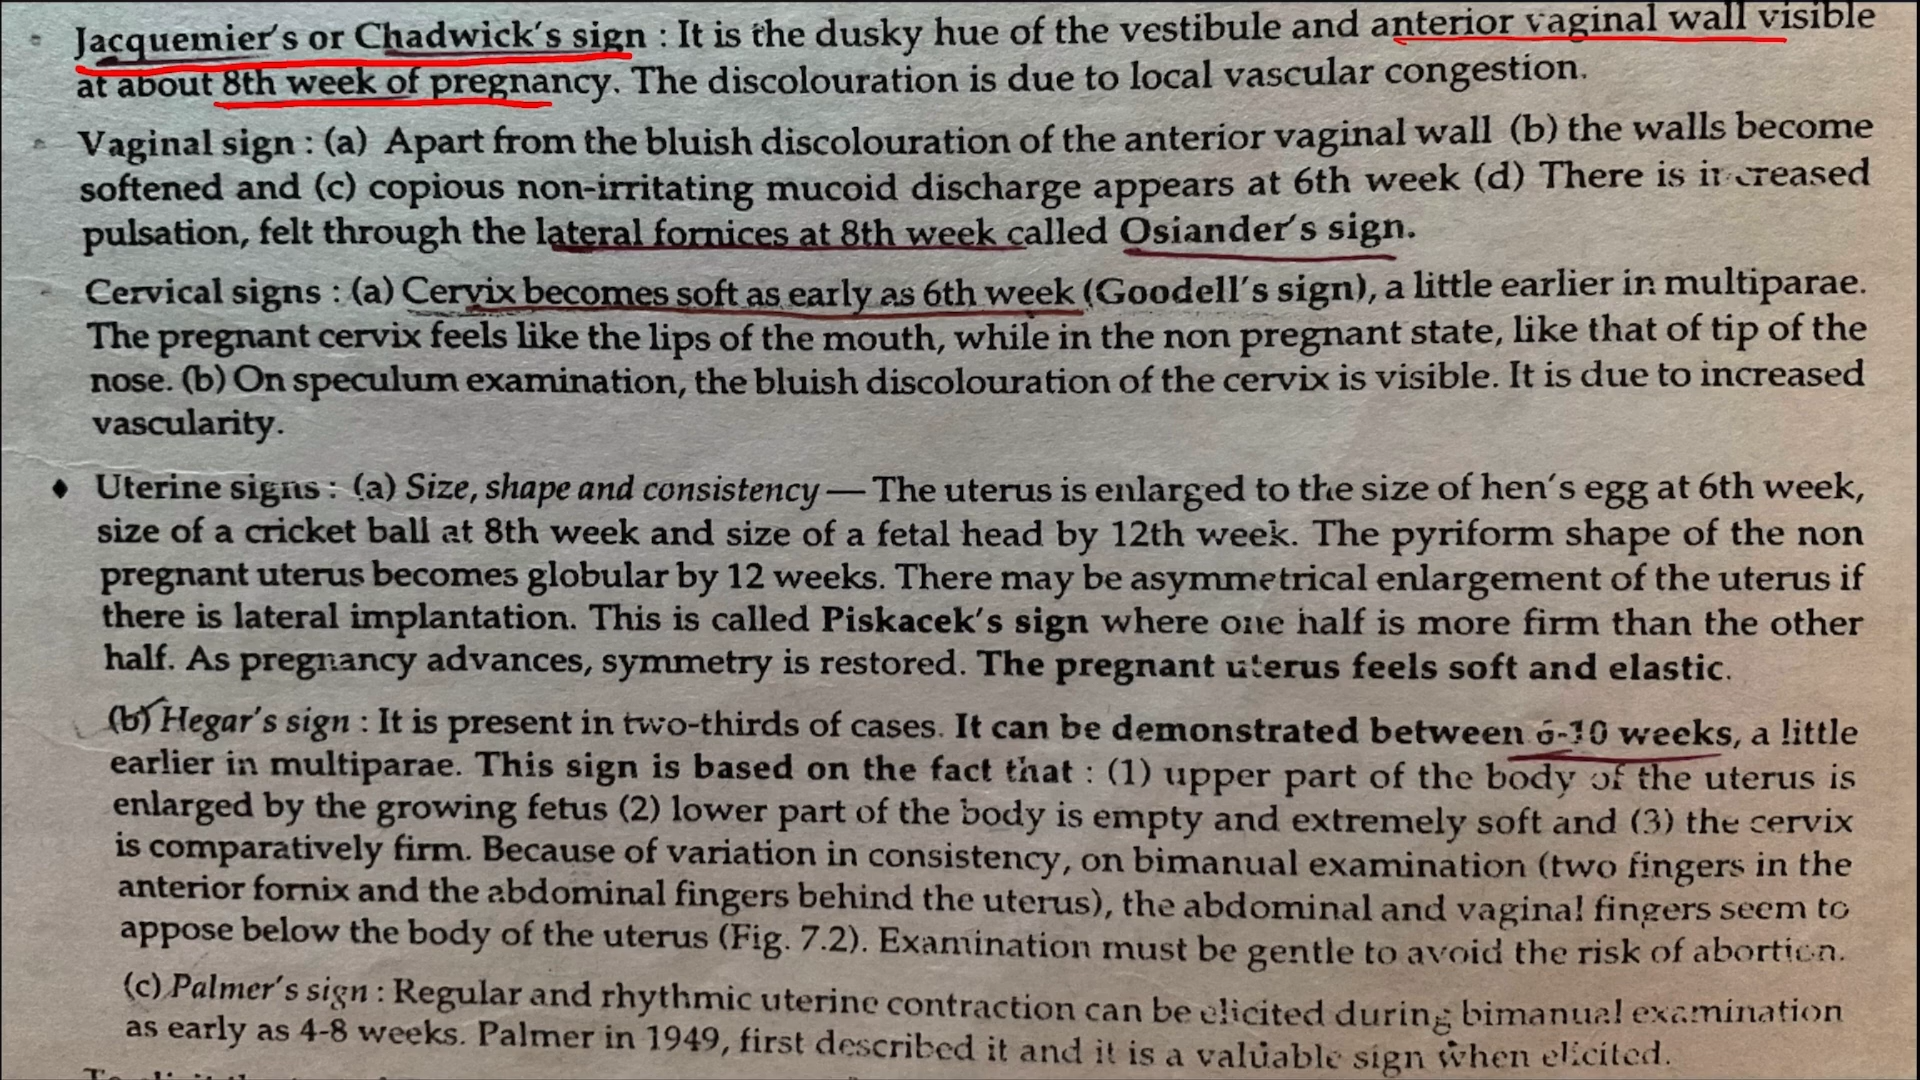 Jacquemier's or Chadwick's sign : It is the dusky hue of the vestibule and anterior vaginal wall visible
at about 8th week of pregnancy. The discolouration is due to local vascular congestion.
Vaginal sign : (a) Apart from the bluish discolouration of the anterior vaginal wall (b) the walls become
softened and (c) copious non-irritating mucoid discharge appears at 6th week (d) There is increased
pulsation, felt through the lateral fornices at 8th week called Osiander's sign.
Cervical signs : (a) Cervix becomes soft as early as 6th week (Goodell's sign), a little earlier in multiparae.
The pregnant cervix feels like the lips of the mouth, while in the non pregnant state, like that of tip of the
nose. (b) On speculum examination, the bluish discolouration of the cervix is visible. It is due to increased
vascularity.
♦ Uterine signs : (a) Size, shape and consistency — The uterus is enlarged to the size of hen's egg at 6th week,
size of a cricket ball at 8th week and size of a fetal head by 12th week. The pyriform shape of the non
pregnant uterus becomes globular by 12 weeks. There may be asymmetrical enlargement of the uterus if
there is lateral implantation. This is called Piskacek's sign where one half is more firm than the other
half. As pregnancy advances, symmetry is restored. The pregnant uterus feels soft and elastic.
(b) Hegar's sign : It is present in two-thirds of cases. It can be demonstrated between 6-10 weeks, a little
earlier in multiparae. This sign is based on the fact that : (1) upper part of the body of the uterus is
enlarged by the growing fetus (2) lower part of the body is empty and extremely soft and (3) the cervix
is comparatively firm. Because of variation in consistency, on bimanual examination (two fingers in the
anterior fornix and the abdominal fingers behind the uterus), the abdominal and vaginal fingers seem to
appose below the body of the uterus (Fig. 7.2). Examination must be gentle to avoid the risk of abortion.
(c) Palmer's sign : Regular and rhythmic uterine contraction can be elicited during bimanual examination
as early as 4-8 weeks. Palmer in 1949, first described it and it is a valuable sign when elicited.